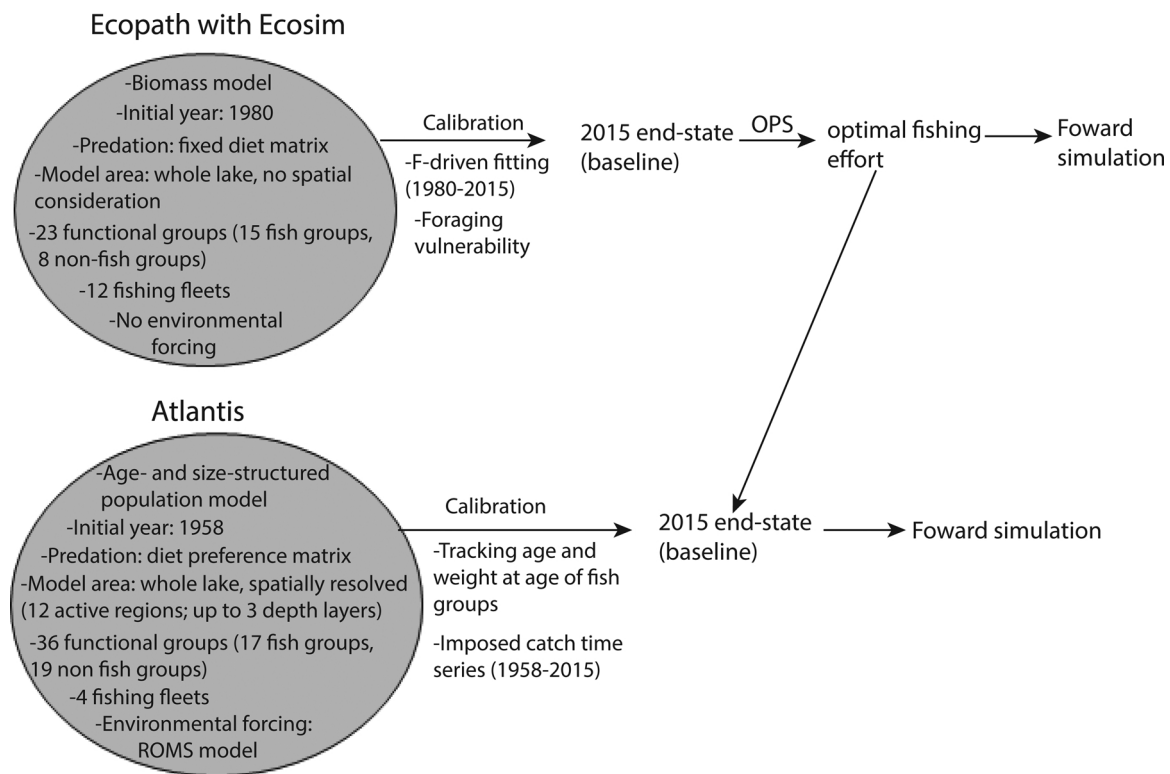 Ecopath with Ecosim
-Biomass model
-Initial year: 1980
-Predation: fixed diet matrix
-Model area: whole lake, no spatial
consideration
-23 functional groups (15 fish groups,
8 non-fish groups)
-12 fishing fleets
-No environmental
forcing
Calibration
-F-driven fitting
(1980-2015)
-Foraging
vulnerability
2015 end-state
(baseline)
OPS
optimal fishing
effort
Foward
simulation
Atlantis
-Age- and size-structured
population model
-Initial year: 1958
-Predation: diet preference matrix
-Model area: whole lake, spatially resolved
(12 active regions; up to 3 depth layers)
-36 functional groups (17 fish groups,
19 non fish groups)
-4 fishing fleets
-Environmental forcing:
ROMS model
Calibration
-Tracking age and
weight at age of fish
groups
-Imposed catch time
series (1958-2015)
2015 end-state
(baseline)
Foward simulation